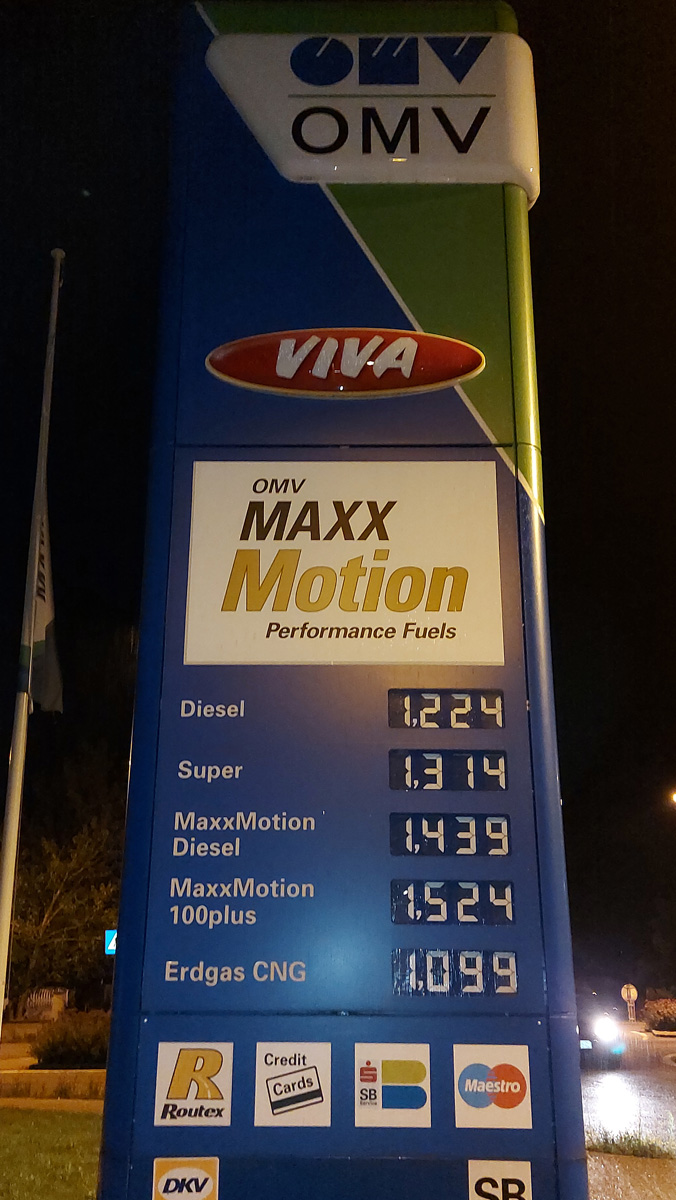 OMV
OMV
VIVA
OMV
MAXX
Motion
Performance Fuels
Diesel 1,224
Super 1,314
MaxxMotion
Diesel 1,439
MaxxMotion
100plus 1,524
Erdgas CNG 1,099
R
Routex
Credit
Cards
S
SB
Service
Maestro
DKV
SB